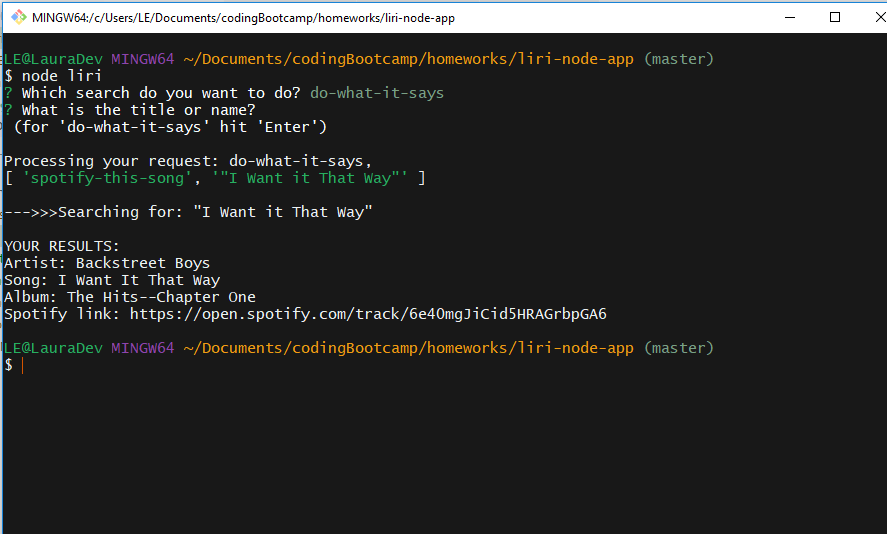 MINGW64:/c/Users/LE/Documents/codingBootcamp/homeworks/liri-node-app
LE@LauraDev MINGW64 ~/Documents/codingBootcamp/homeworks/liri-node-app (master)
$ node liri
? Which search do you want to do? do-what-it-says
? What is the title or name?
(for 'do-what-it-says' hit 'Enter')
Processing your request: do-what-it-says,
[ 'spotify-this-song', '"I Want it That Way"' ]
--->>>Searching for: "I Want it That Way"
YOUR RESULTS:
Artist: Backstreet Boys
Song: I Want It That Way
Album: The Hits--Chapter One
Spotify link: https://open.spotify.com/track/6e40mgJiCid5HRAGrbpGA6
LE@LauraDev MINGW64 ~/Documents/codingBootcamp/homeworks/liri-node-app (master)
$